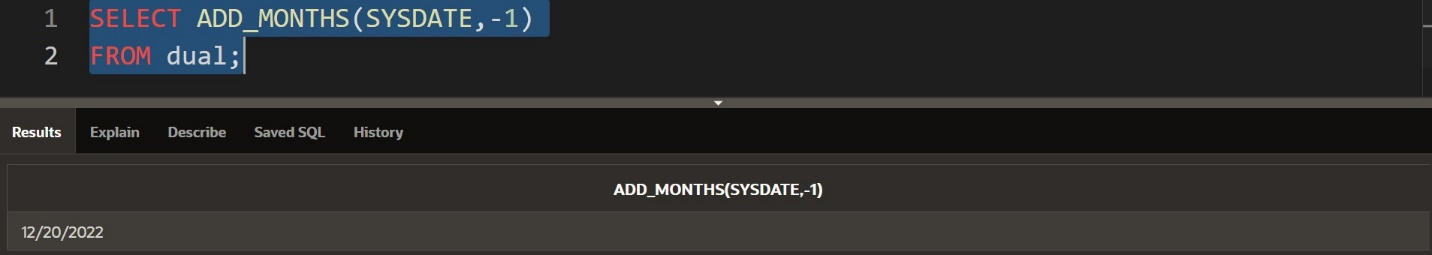 1 SELECT ADD_MONTHS(SYSDATE,-1)
2 FROM dual;
Results Explain Describe Saved SQL History
ADD_MONTHS(SYSDATE,-1)
12/20/2022